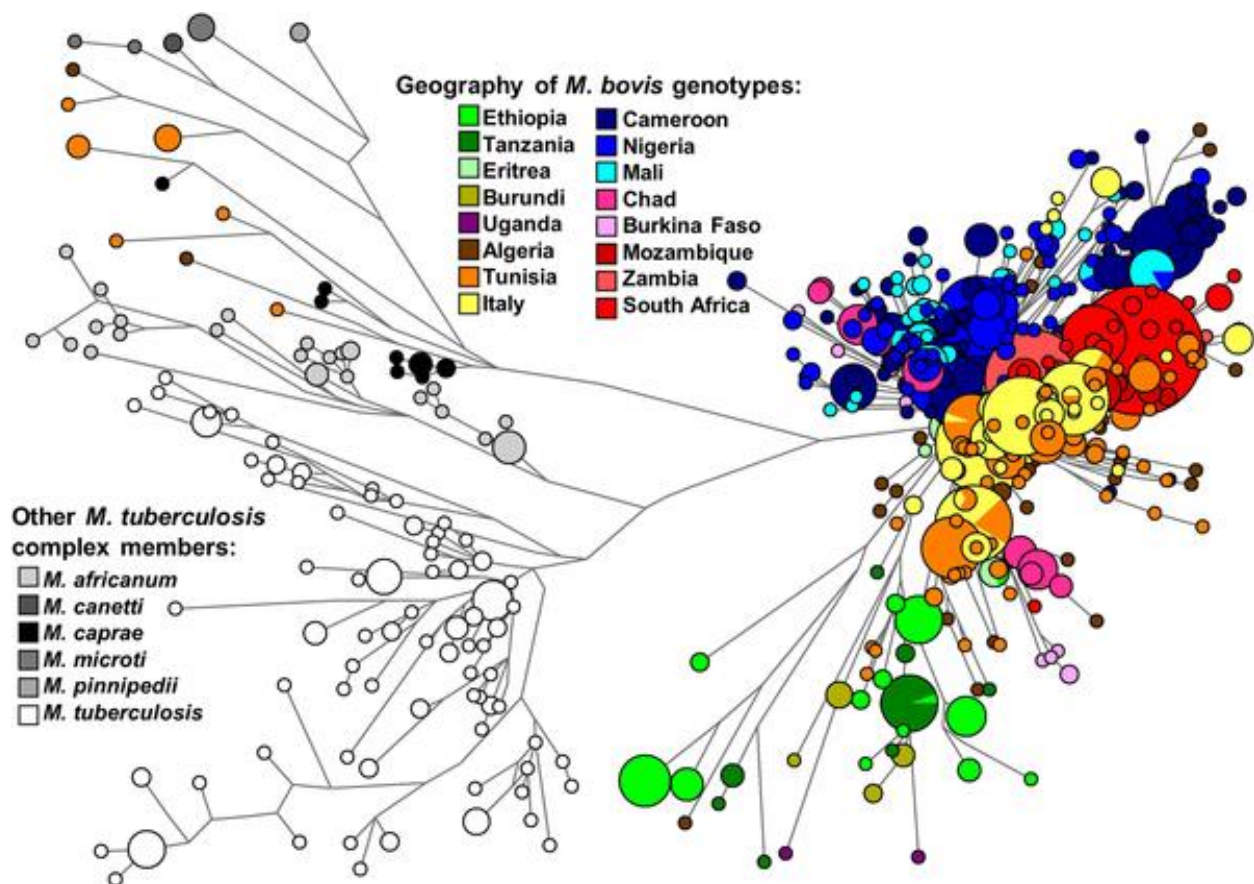 Geography of M. bovis genotypes:
Ethiopia
Tanzania
Eritrea
Burundi
Uganda
Algeria
Tunisia
Italy
Cameroon
Nigeria
Mali
Chad
Burkina Faso
Mozambique
Zambia
South Africa
Other M. tuberculosis
complex members:
M. africanum
M. canetti
M. caprae
M. microti
M. pinnipedii
M. tuberculosis